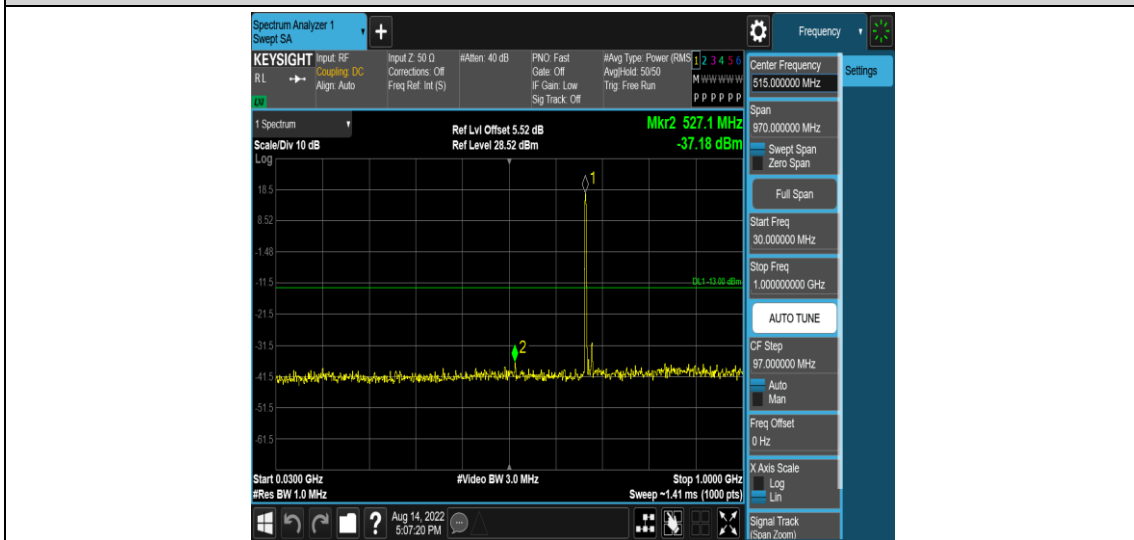 Spectrum Analyzer 1
Swept SA
+
Frequency
KEYSIGHT
RL
LXI
Input: RF
Coupling: DC
Align: Auto
Input Z: 50 Ω
Corrections: Off
Freq Ref: Int (S)
#Atten: 40 dB
PNO: Fast
Gate: Off
IF Gain: Low
Sig Track: Off
#Avg Type: Power (RMS
Avg|Hold: 50/50
Trig: Free Run
1 2 3 4 5 6
M W W W W W
P P P P P P
1 Spectrum
Scale/Div 10 dB
Log
Ref Lvl Offset 5.52 dB
Ref Level 28.52 dBm
Mkr2 527.1 MHz
-37.18 dBm
18.5
8.52
-1.48
-11.5
-21.5
-31.5
-41.5
-51.5
-61.5
1
DL1 -13.00 dBm
2
Start 0.0300 GHz
#Res BW 1.0 MHz
#Video BW 3.0 MHz
Stop 1.0000 GHz
Sweep ~1.41 ms (1000 pts)
?
Aug 14, 2022
5:07:20 PM
Center Frequency
515.000000 MHz
Settings
Span
970.000000 MHz
Swept Span
Zero Span
Full Span
Start Freq
30.000000 MHz
Stop Freq
1.000000000 GHz
AUTO TUNE
CF Step
97.000000 MHz
Auto
Man
Freq Offset
0 Hz
X Axis Scale
Log
Lin
Signal Track
(Span Zoom)